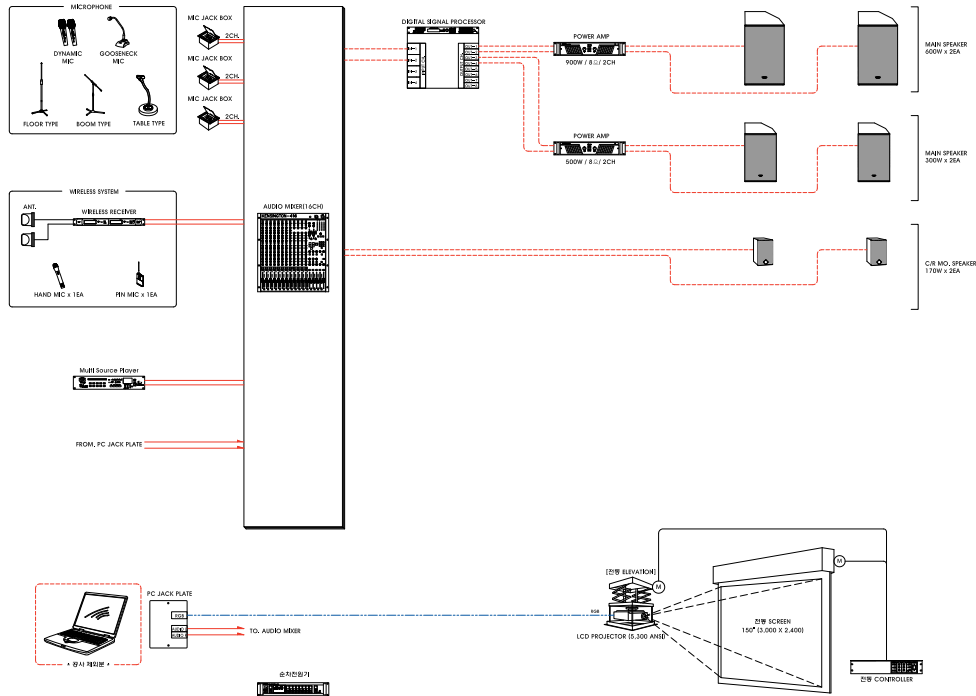 MICROPHONE
DYNAMIC
MIC
GOOSENECK
MIC
FLOOR TYPE
BOOM TYPE
TABLE TYPE
MIC JACK BOX
2CH.
MIC JACK BOX
2CH.
MIC JACK BOX
2CH.
DIGITAL SIGNAL PROCESSOR
POWER AMP
900W / 8Ω / 2CH
MAIN SPEAKER
600W x 2EA
POWER AMP
500W / 8Ω / 2CH
MAIN SPEAKER
300W x 2EA
WIRELESS SYSTEM
ANT.
WIRELESS RECEIVER
HAND MIC x 1EA
PIN MIC x 1EA
AUDIO MIXER(16CH)
C/R MO. SPEAKER
170W x 2EA
Multi Source Player
FROM. PC JACK PLATE
PC JACK PLATE
RGB
AUDIO
AUDIO
TO. AUDIO MIXER
* 공사 제외분 *
순차전원기
[전동 ELEVATION]
M
M
RGB
LCD PROJECTOR (5,300 ANSI)
전동 SCREEN
150" (3,000 X 2,400)
전동 CONTROLLER